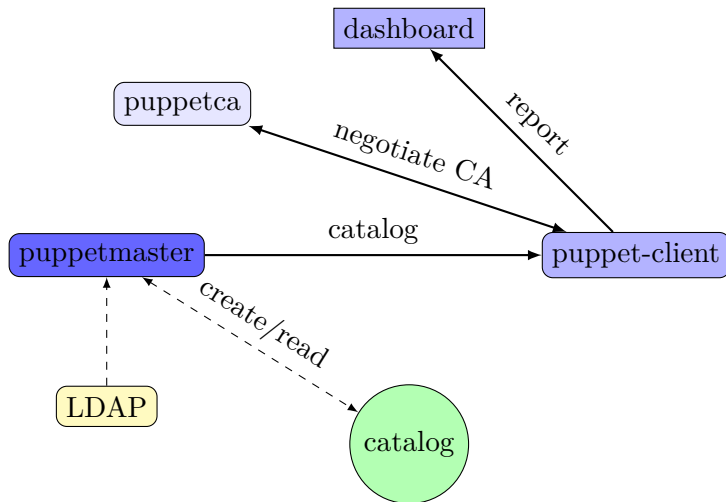 dashboard
puppetca
report
negotiate CA
catalog
puppetmaster
puppet-client
create/read
LDAP
catalog